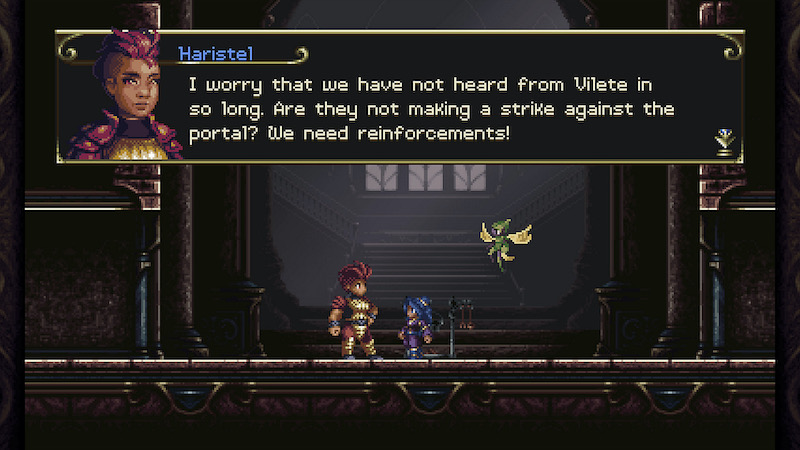 Haristel
I worry that we have not heard from Vilete in
so long. Are they not making a strike against the
portal? We need reinforcements!